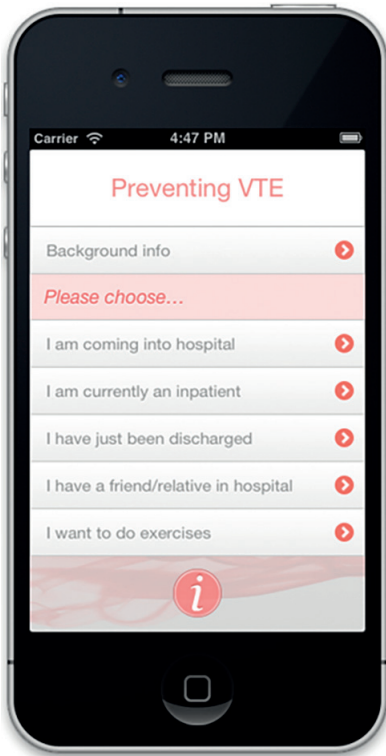 Carrier 4:47 PM
Preventing VTE
Background info
Please choose...
I am coming into hospital
I am currently an inpatient
I have just been discharged
I have a friend/relative in hospital
I want to do exercises
i